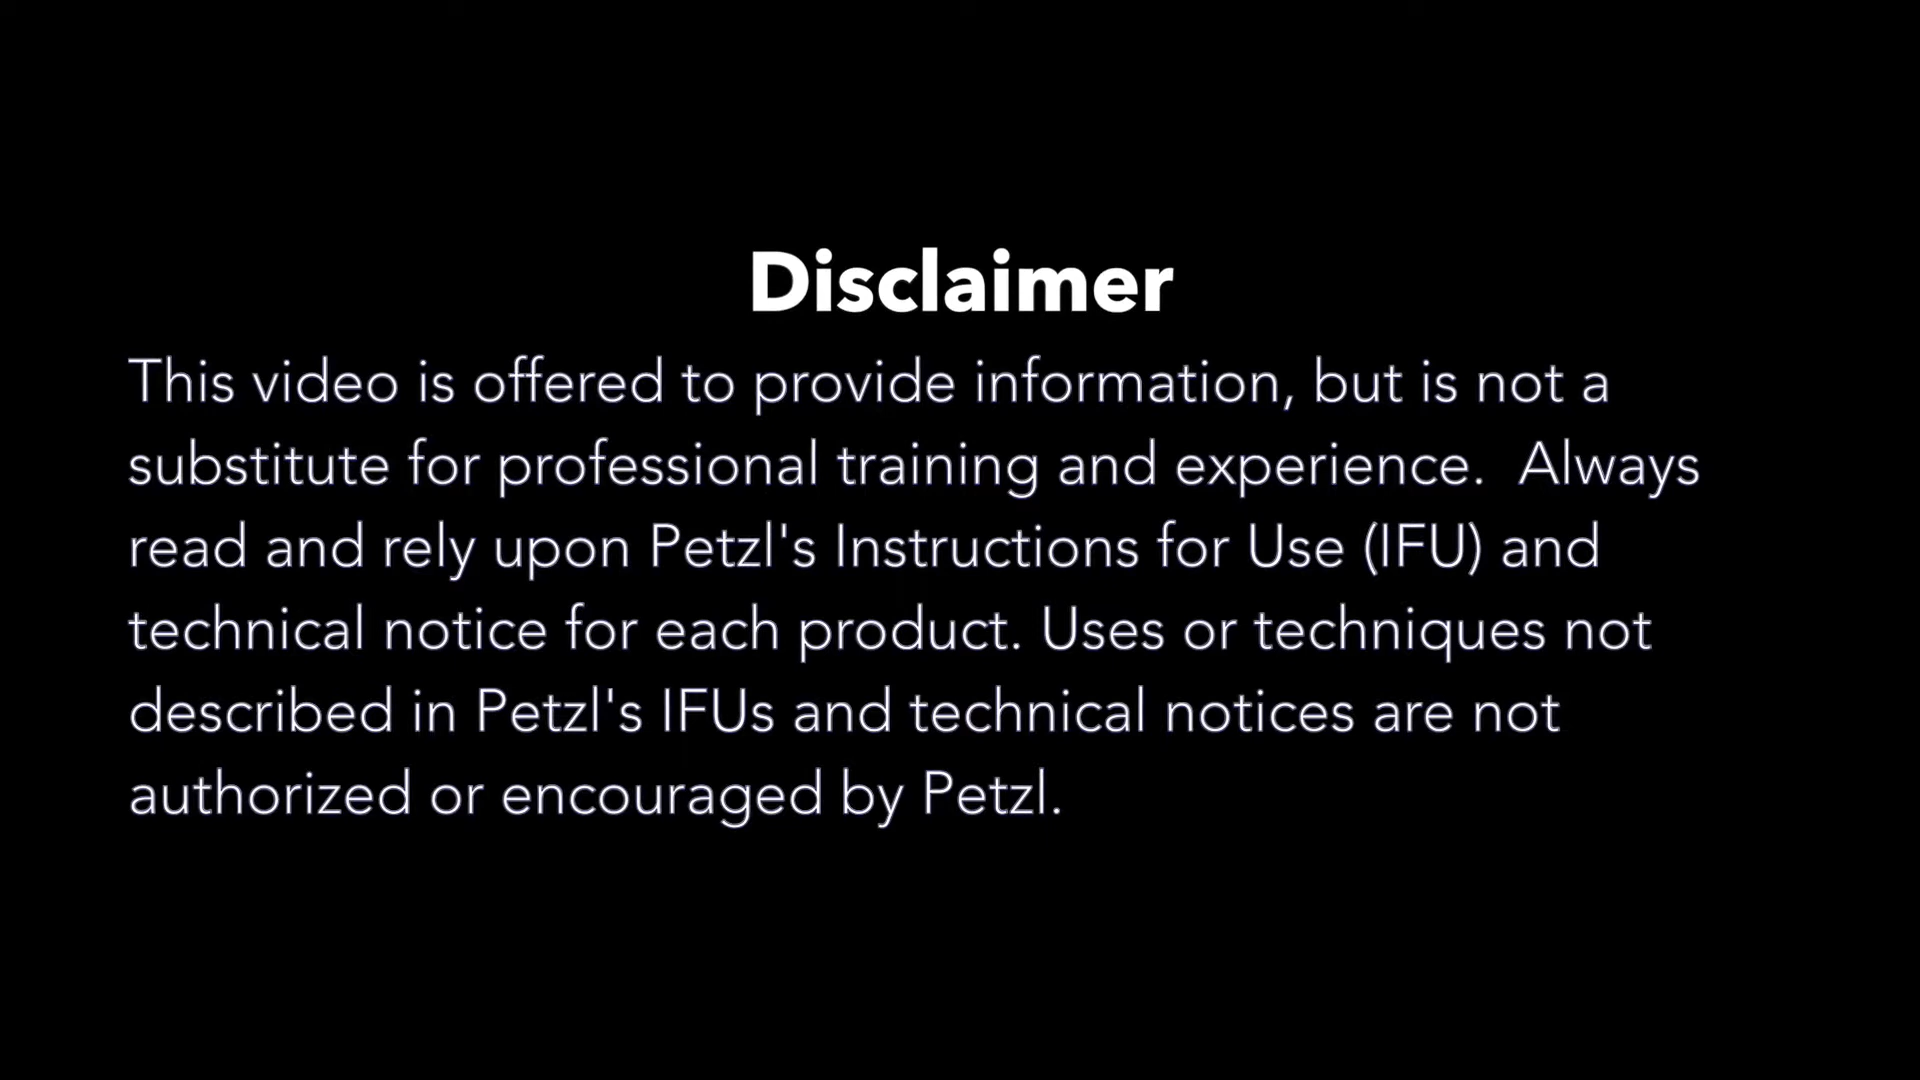 Disclaimer
This video is offered to provide information, but is not a
substitute for professional training and experience.  Always
read and rely upon Petzl's Instructions for Use (IFU) and
technical notice for each product. Uses or techniques not
described in Petzl's IFUs and technical notices are not
authorized or encouraged by Petzl.